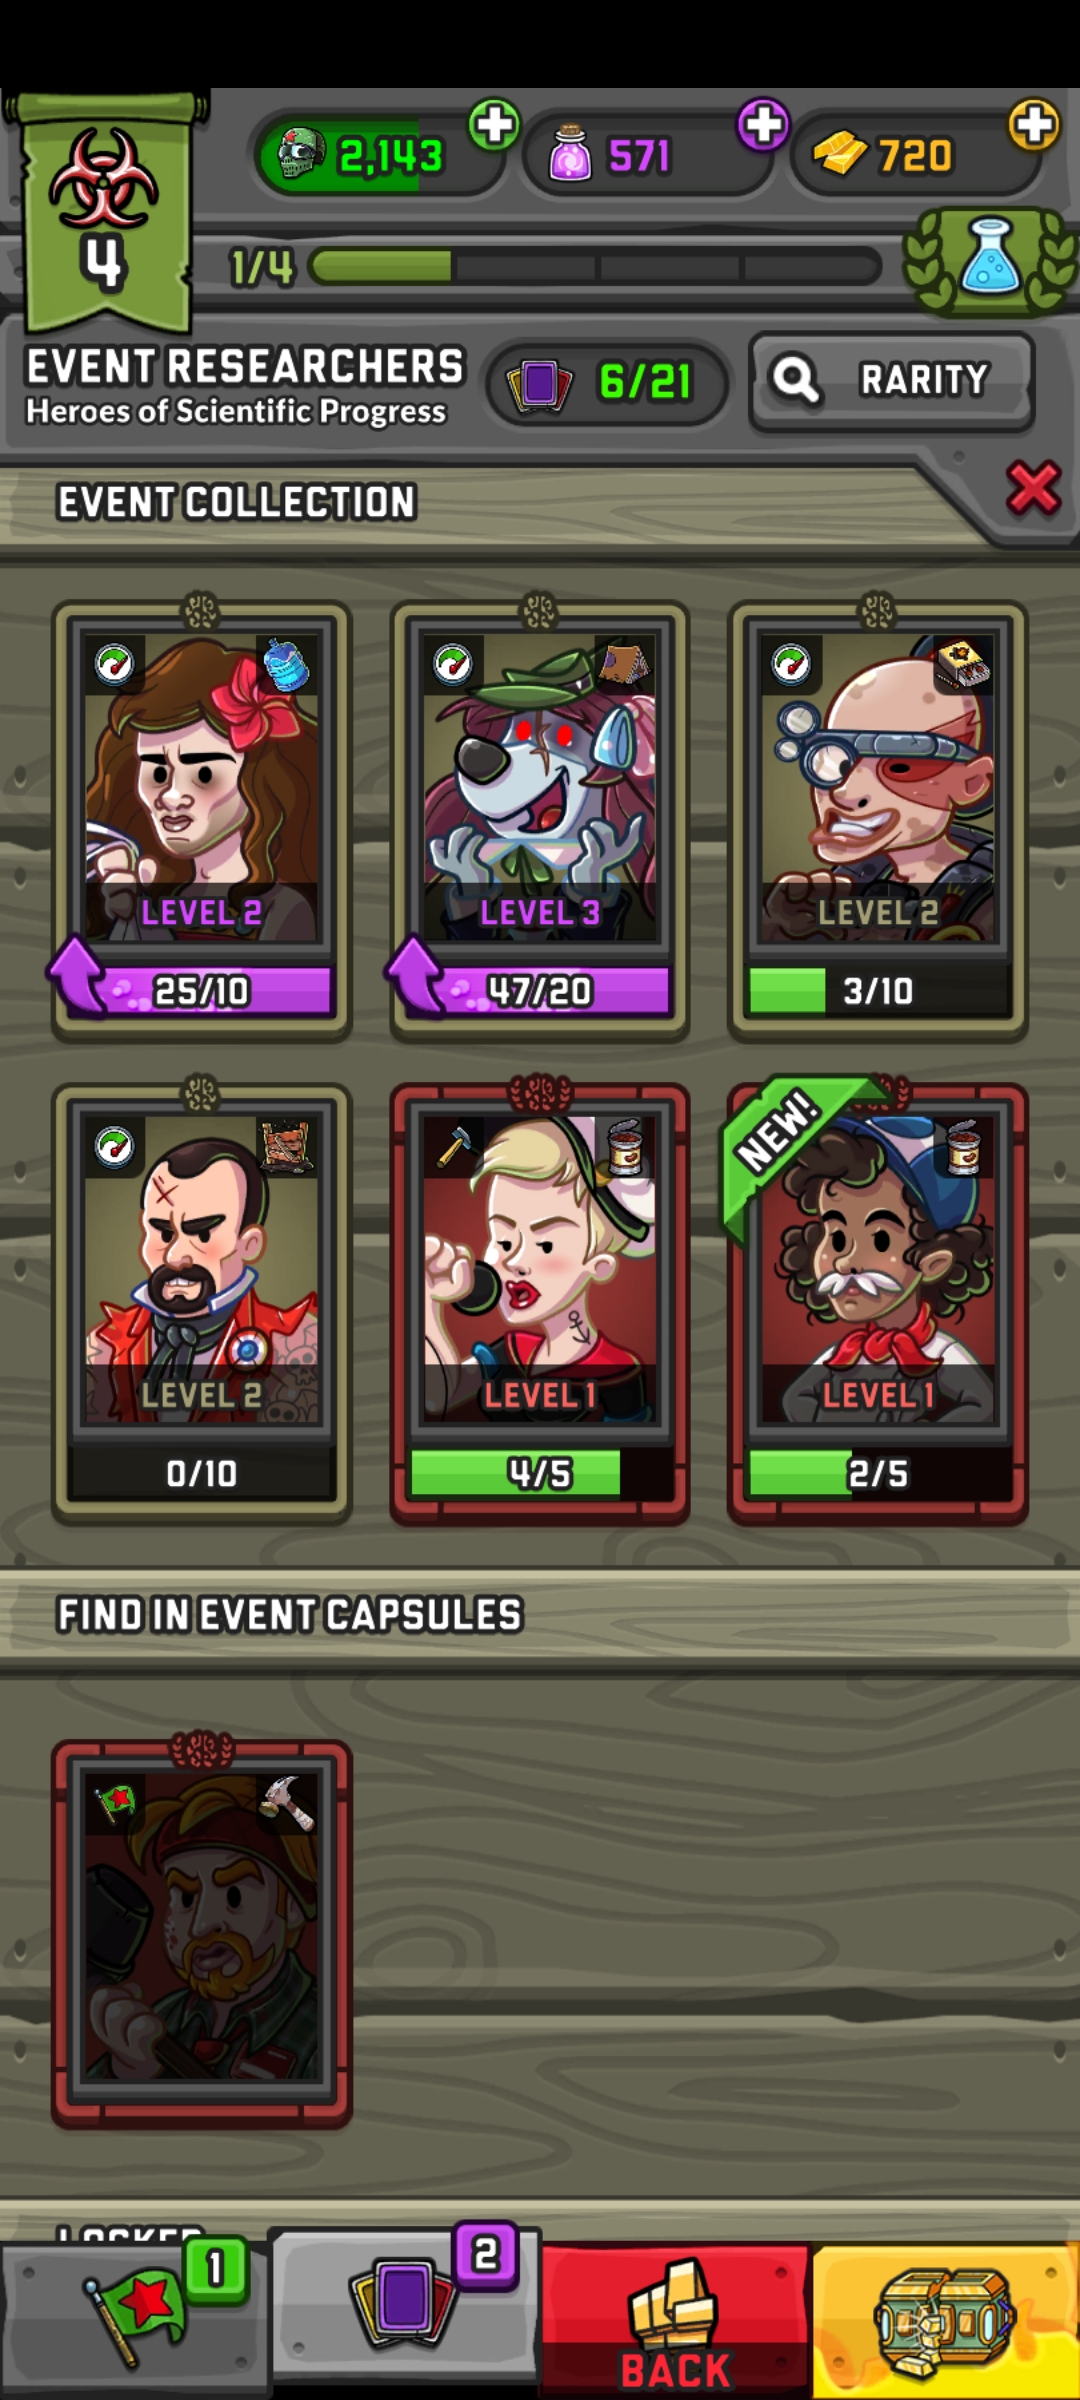 2,143
571
720
4
1/4
EVENT RESEARCHERS
Heroes of Scientific Progress
6/21
RARITY
EVENT COLLECTION
LEVEL 2
LEVEL 3
LEVEL 2
25/10
47/20
3/10
NEW!
LEVEL 2
LEVEL 1
LEVEL 1
0/10
4/5
2/5
FIND IN EVENT CAPSULES
LOCKED
1
2
BACK